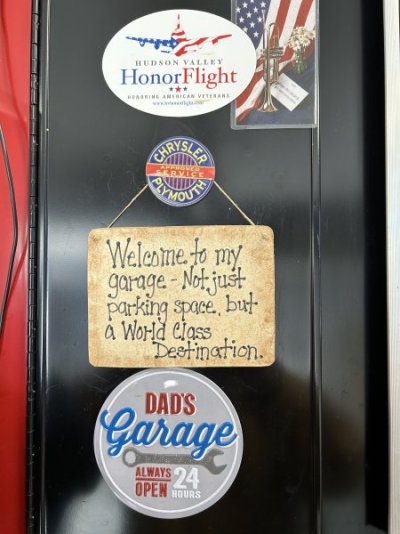 HUDSON VALLEY
HonorFlight
HONORING AMERICAN VETERANS
www.hvhonorflight.com
CHRYSLER
APPROVED
SERVICE
PLYMOUTH
Welcome to my
garage - Not just
parking space, but
a World Class
Destination.
DAD'S
Garage
ALWAYS
OPEN
24
HOURS